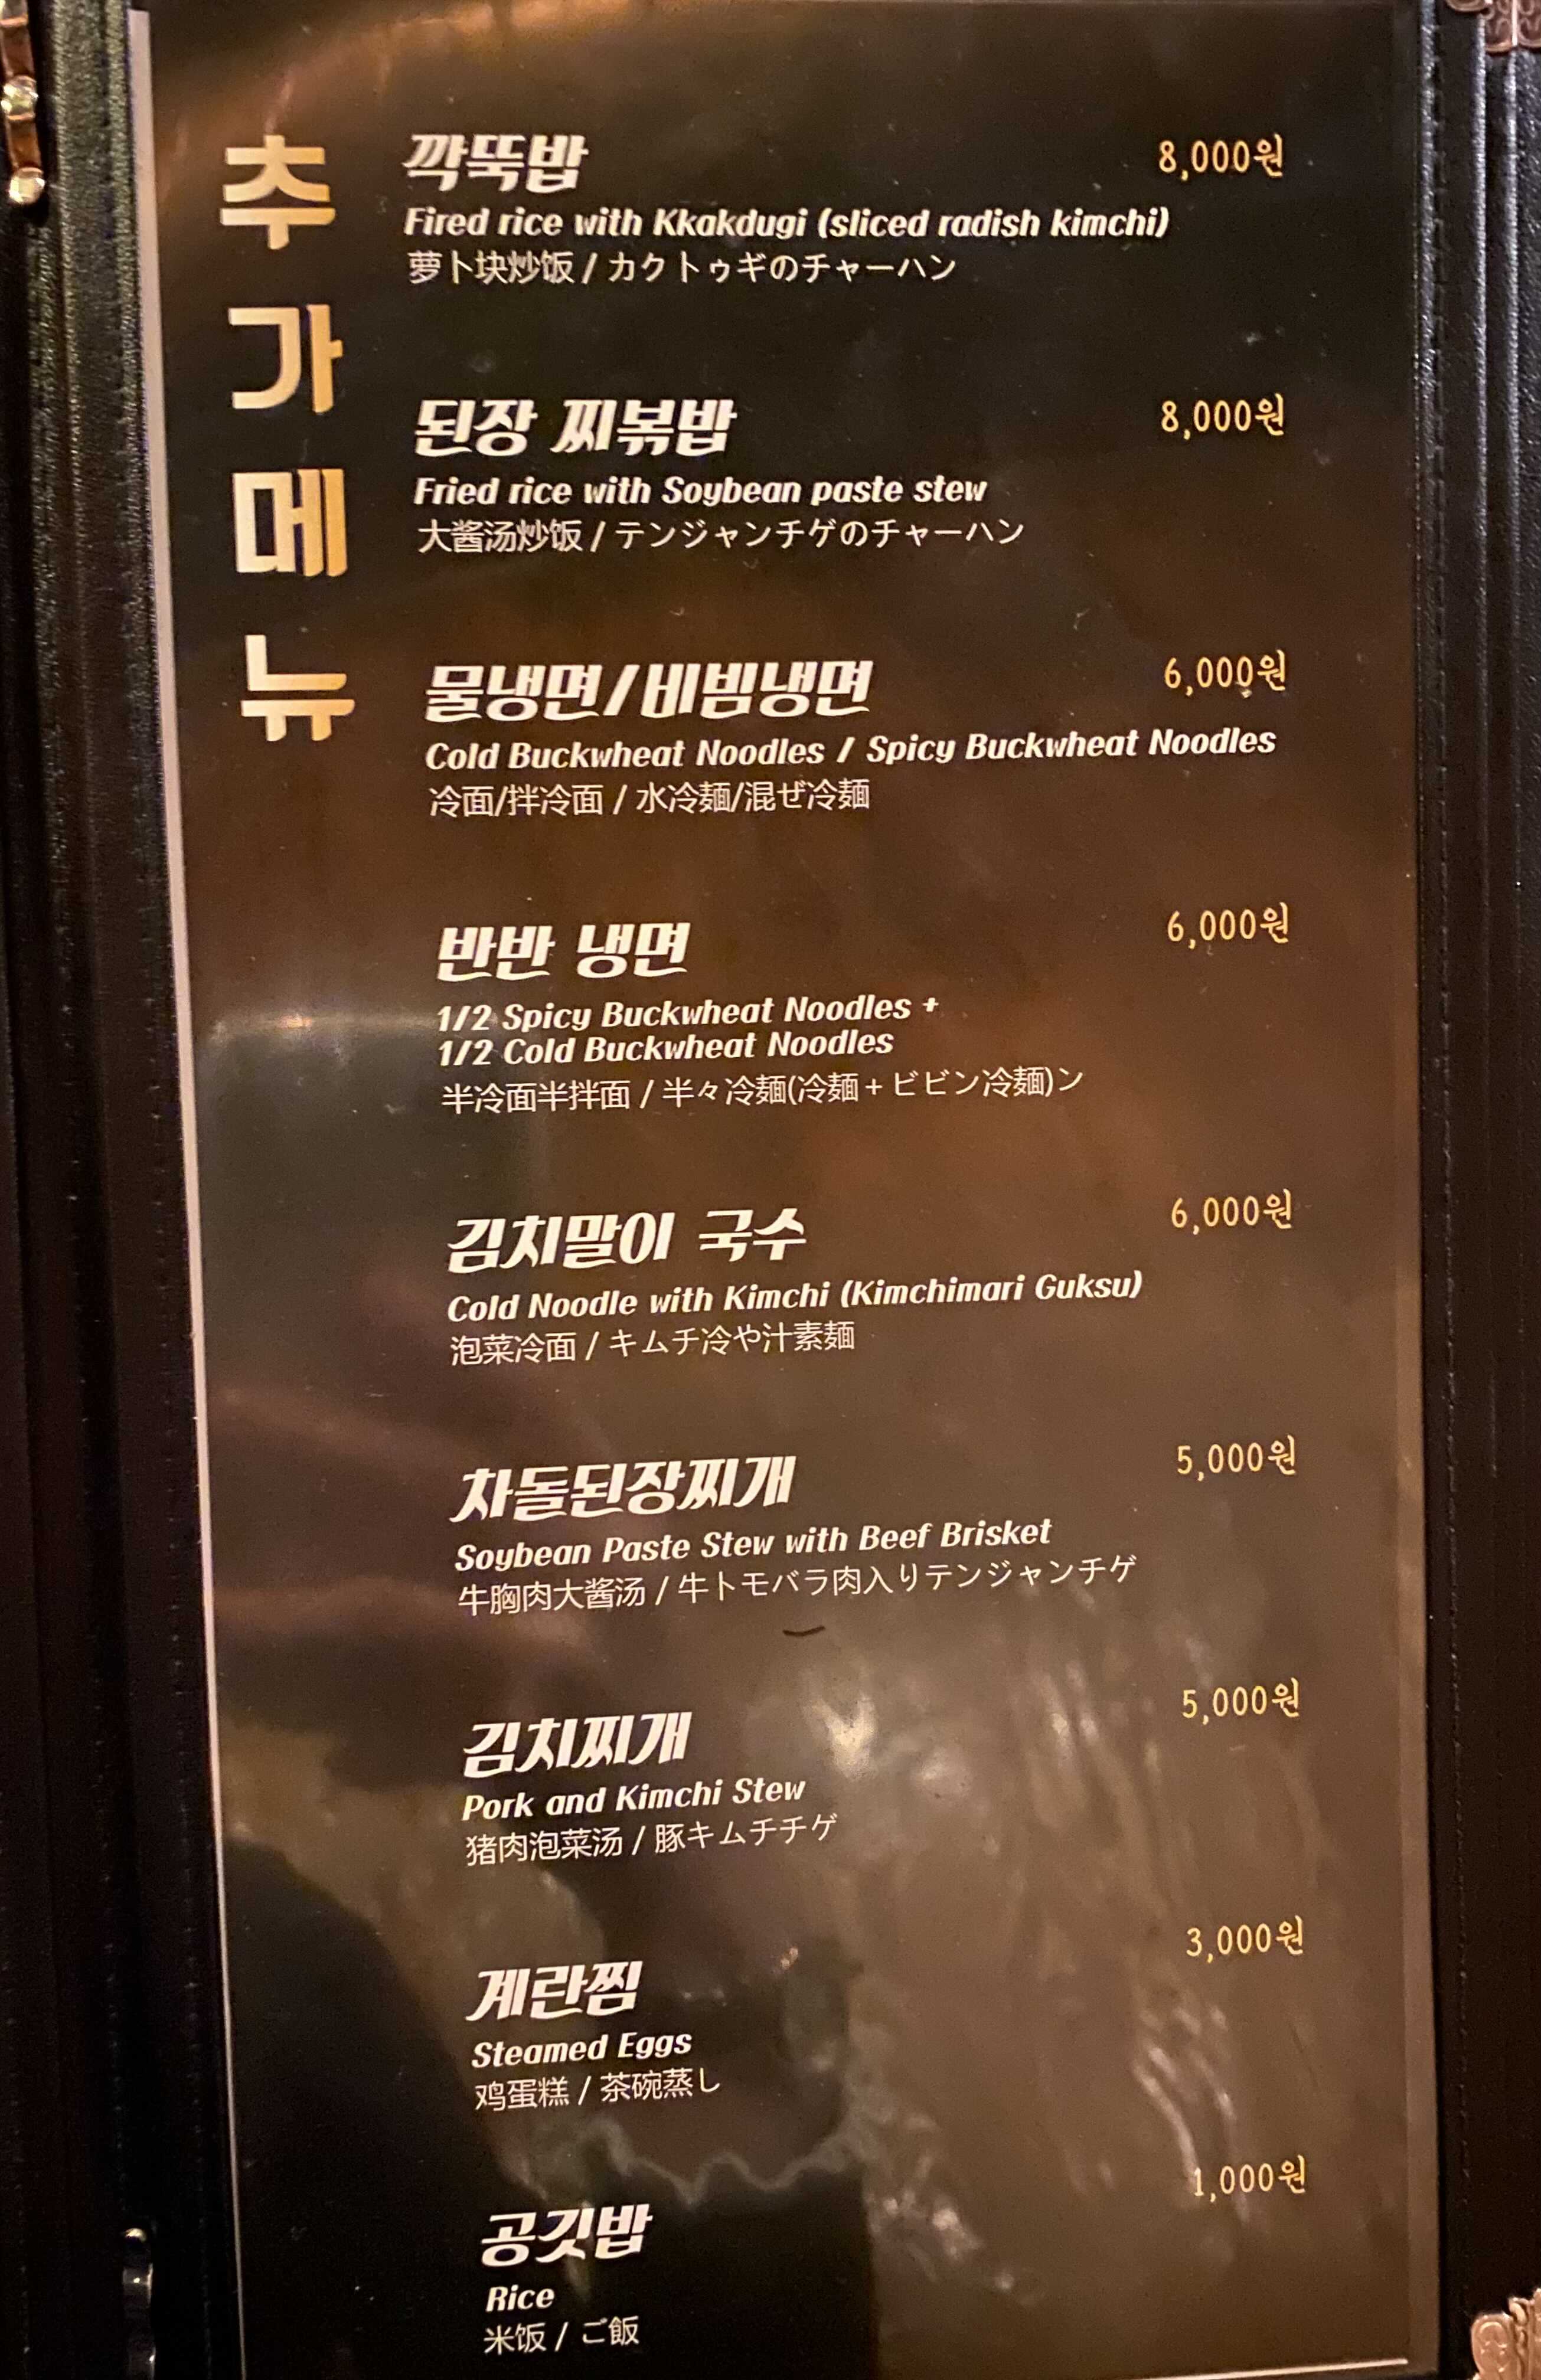 추가메뉴
깍뚝밥 8,000원
Fired rice with Kkakdugi (sliced radish kimchi)
萝卜块炒饭 / カクトゥギのチャーハン
된장 찌볶밥 8,000원
Fried rice with Soybean paste stew
大酱汤炒饭 / テンジャンチゲのチャーハン
물냉면/비빔냉면 6,000원
Cold Buckwheat Noodles / Spicy Buckwheat Noodles
冷面/拌冷面 / 水冷麺/混ぜ冷麺
반반 냉면 6,000원
1/2 Spicy Buckwheat Noodles +
1/2 Cold Buckwheat Noodles
半冷面半拌面 / 半々冷麺(冷麺+ビビン冷麺)ン
김치말이 국수 6,000원
Cold Noodle with Kimchi (Kimchimari Guksu)
泡菜冷面 / キムチ冷や汁素麺
차돌된장찌개 5,000원
Soybean Paste Stew with Beef Brisket
牛胸肉大酱汤 / 牛トモバラ肉入りテンジャンチゲ
김치찌개 5,000원
Pork and Kimchi Stew
猪肉泡菜汤 / 豚キムチチゲ
계란찜 3,000원
Steamed Eggs
鸡蛋糕 / 茶碗蒸し
공깃밥 1,000원
Rice
米饭 / ご飯